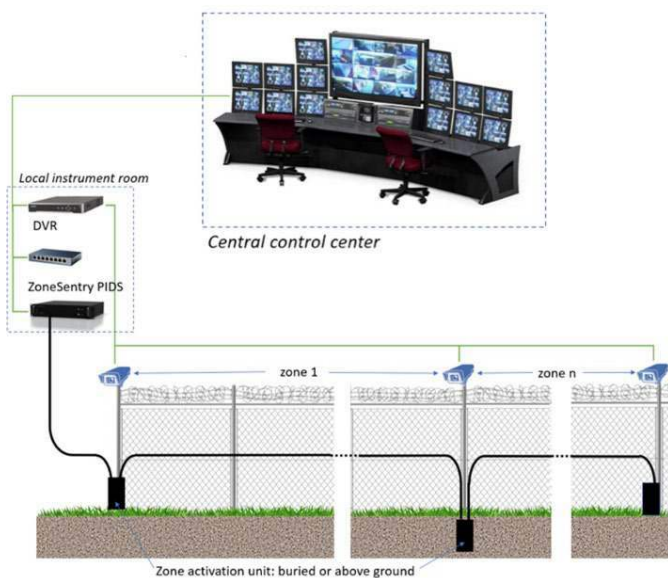 Central control center
Local instrument room
DVR
ZoneSentry PIDS
zone 1
zone n
Zone activation unit: buried or above ground